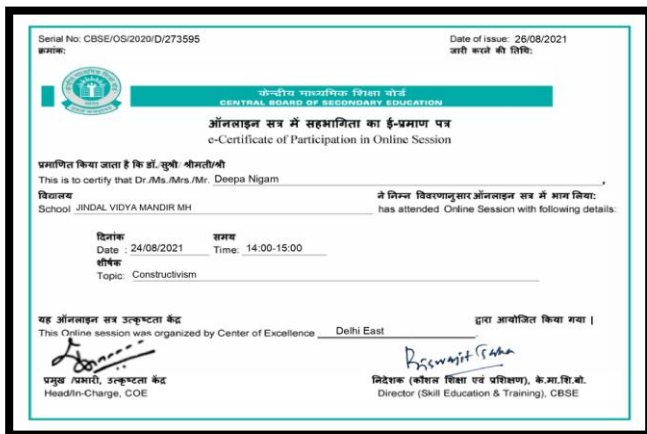 Serial No: CBSE/OS/2020/D/273595 Date of issue: 26/08/2021
क्रमांक: जारी करने की तिथि:
केन्द्रीय माध्यमिक शिक्षा बोर्ड
CENTRAL BOARD OF SECONDARY EDUCATION
ऑनलाइन सत्र में सहभागिता का ई-प्रमाण पत्र
e-Certificate of Participation in Online Session
प्रमाणित किया जाता है कि डॉ./सुश्री/ श्रीमती/श्री
This is to certify that Dr./Ms./Mrs./Mr. Deepa Nigam ,
विद्यालय ने निम्न विवरणानुसार ऑनलाइन सत्र में भाग लिया:
School JINDAL VIDYA MANDIR MH has attended Online Session with following details:
दिनांक समय
Date : 24/08/2021 Time: 14:00-15:00
शीर्षक
Topic: Constructivism
यह ऑनलाइन सत्र उत्कृष्टता केंद्र द्वारा आयोजित किया गया |
This Online session was organized by Center of Excellence Delhi East .
Biswajit Saha
प्रमुख /प्रभारी, उत्कृष्टता केंद्र निदेशक (कौशल शिक्षा एवं प्रशिक्षण), के.मा.शि.बो.
Head/In-Charge, COE Director (Skill Education & Training), CBSE